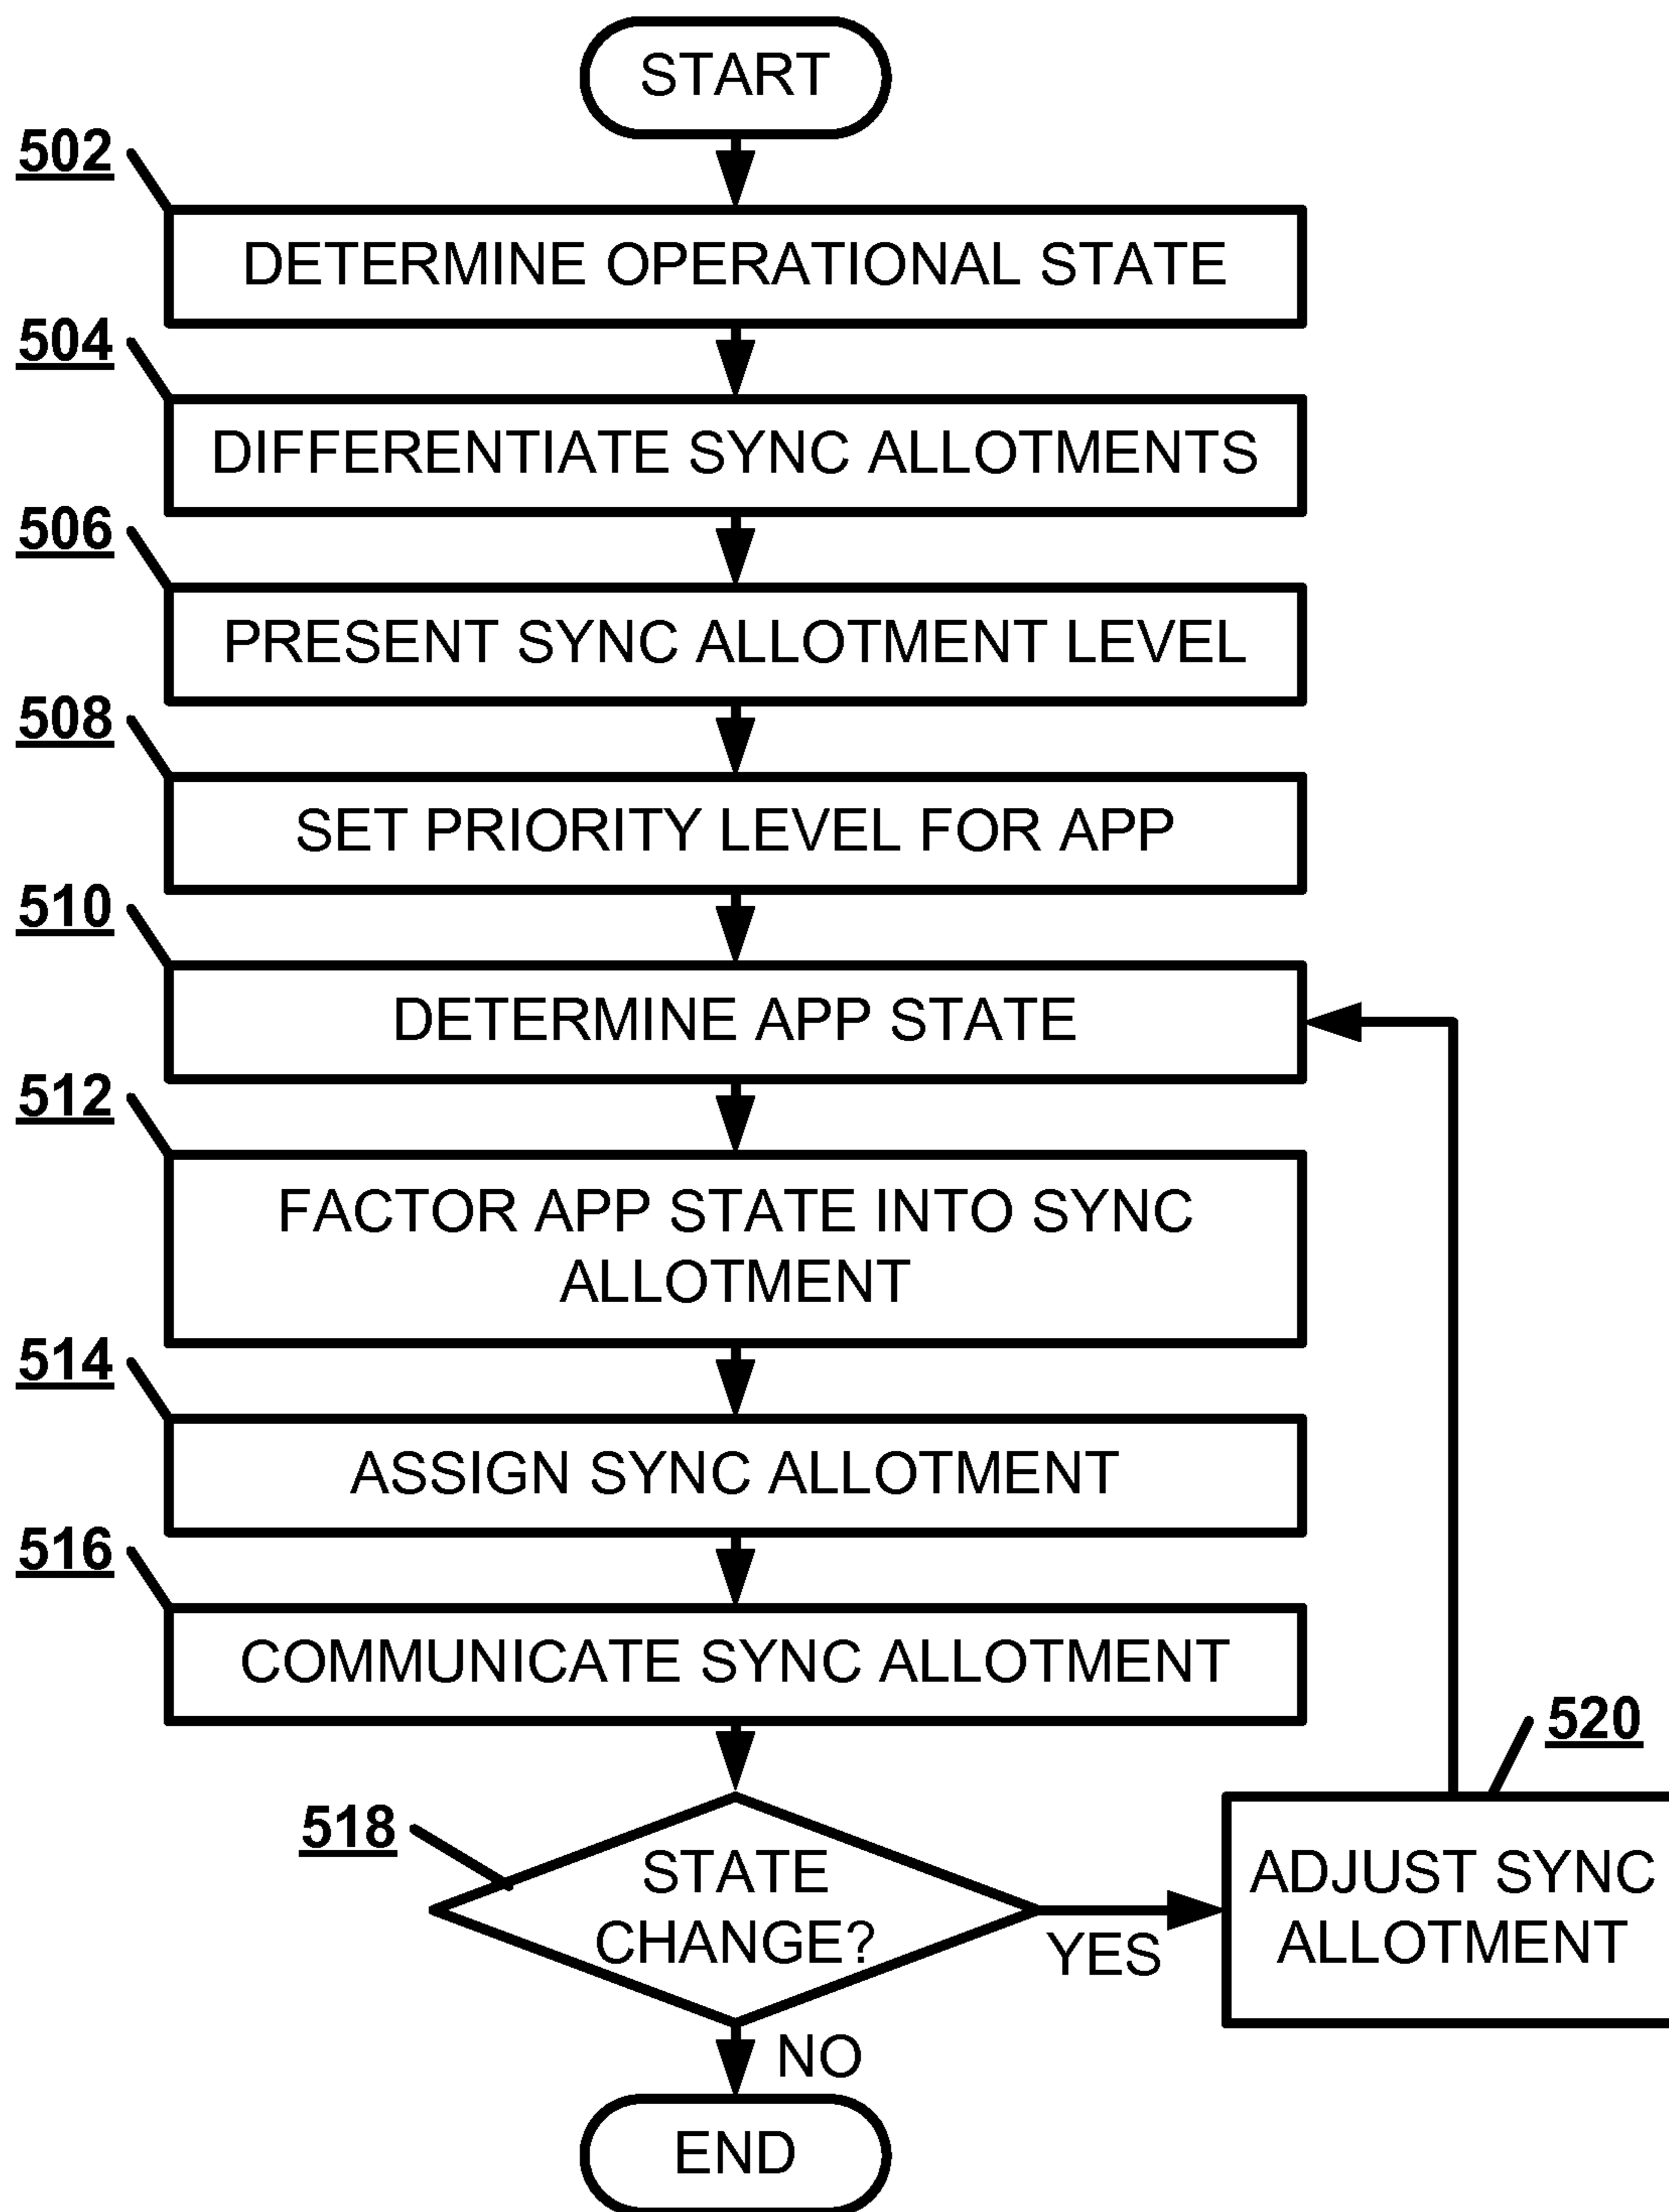 START
502
DETERMINE OPERATIONAL STATE
504
DIFFERENTIATE SYNC ALLOTMENTS
506
PRESENT SYNC ALLOTMENT LEVEL
508
SET PRIORITY LEVEL FOR APP
510
DETERMINE APP STATE
512
FACTOR APP STATE INTO SYNC
ALLOTMENT
514
ASSIGN SYNC ALLOTMENT
516
COMMUNICATE SYNC ALLOTMENT
518
STATE
CHANGE?
YES
520
ADJUST SYNC
ALLOTMENT
NO
END